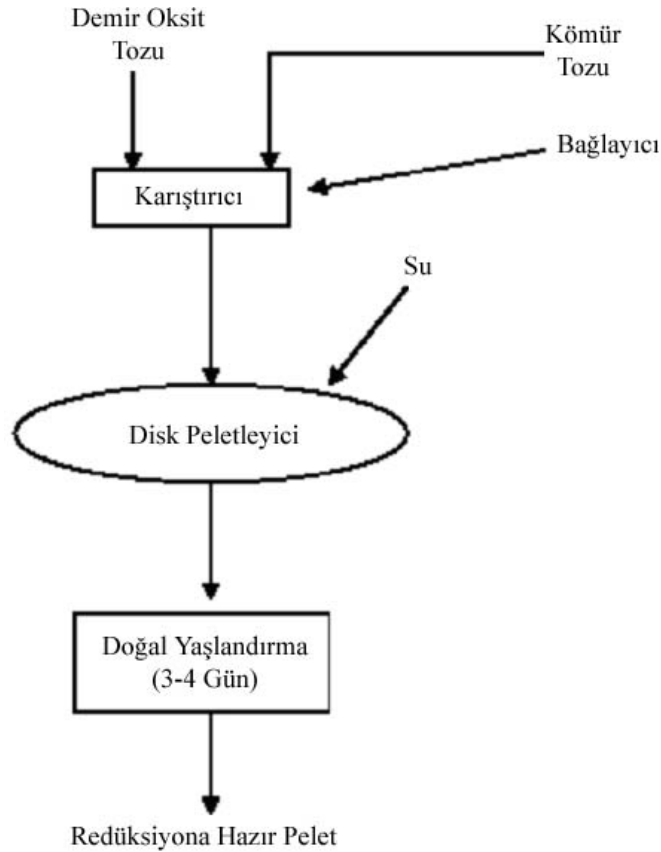 Demir Oksit
Tozu
Kömür
Tozu
Bağlayıcı
Karıştırıcı
Su
Disk Peletleyici
Doğal Yaşlandırma
(3-4 Gün)
Redüksiyona Hazır Pelet